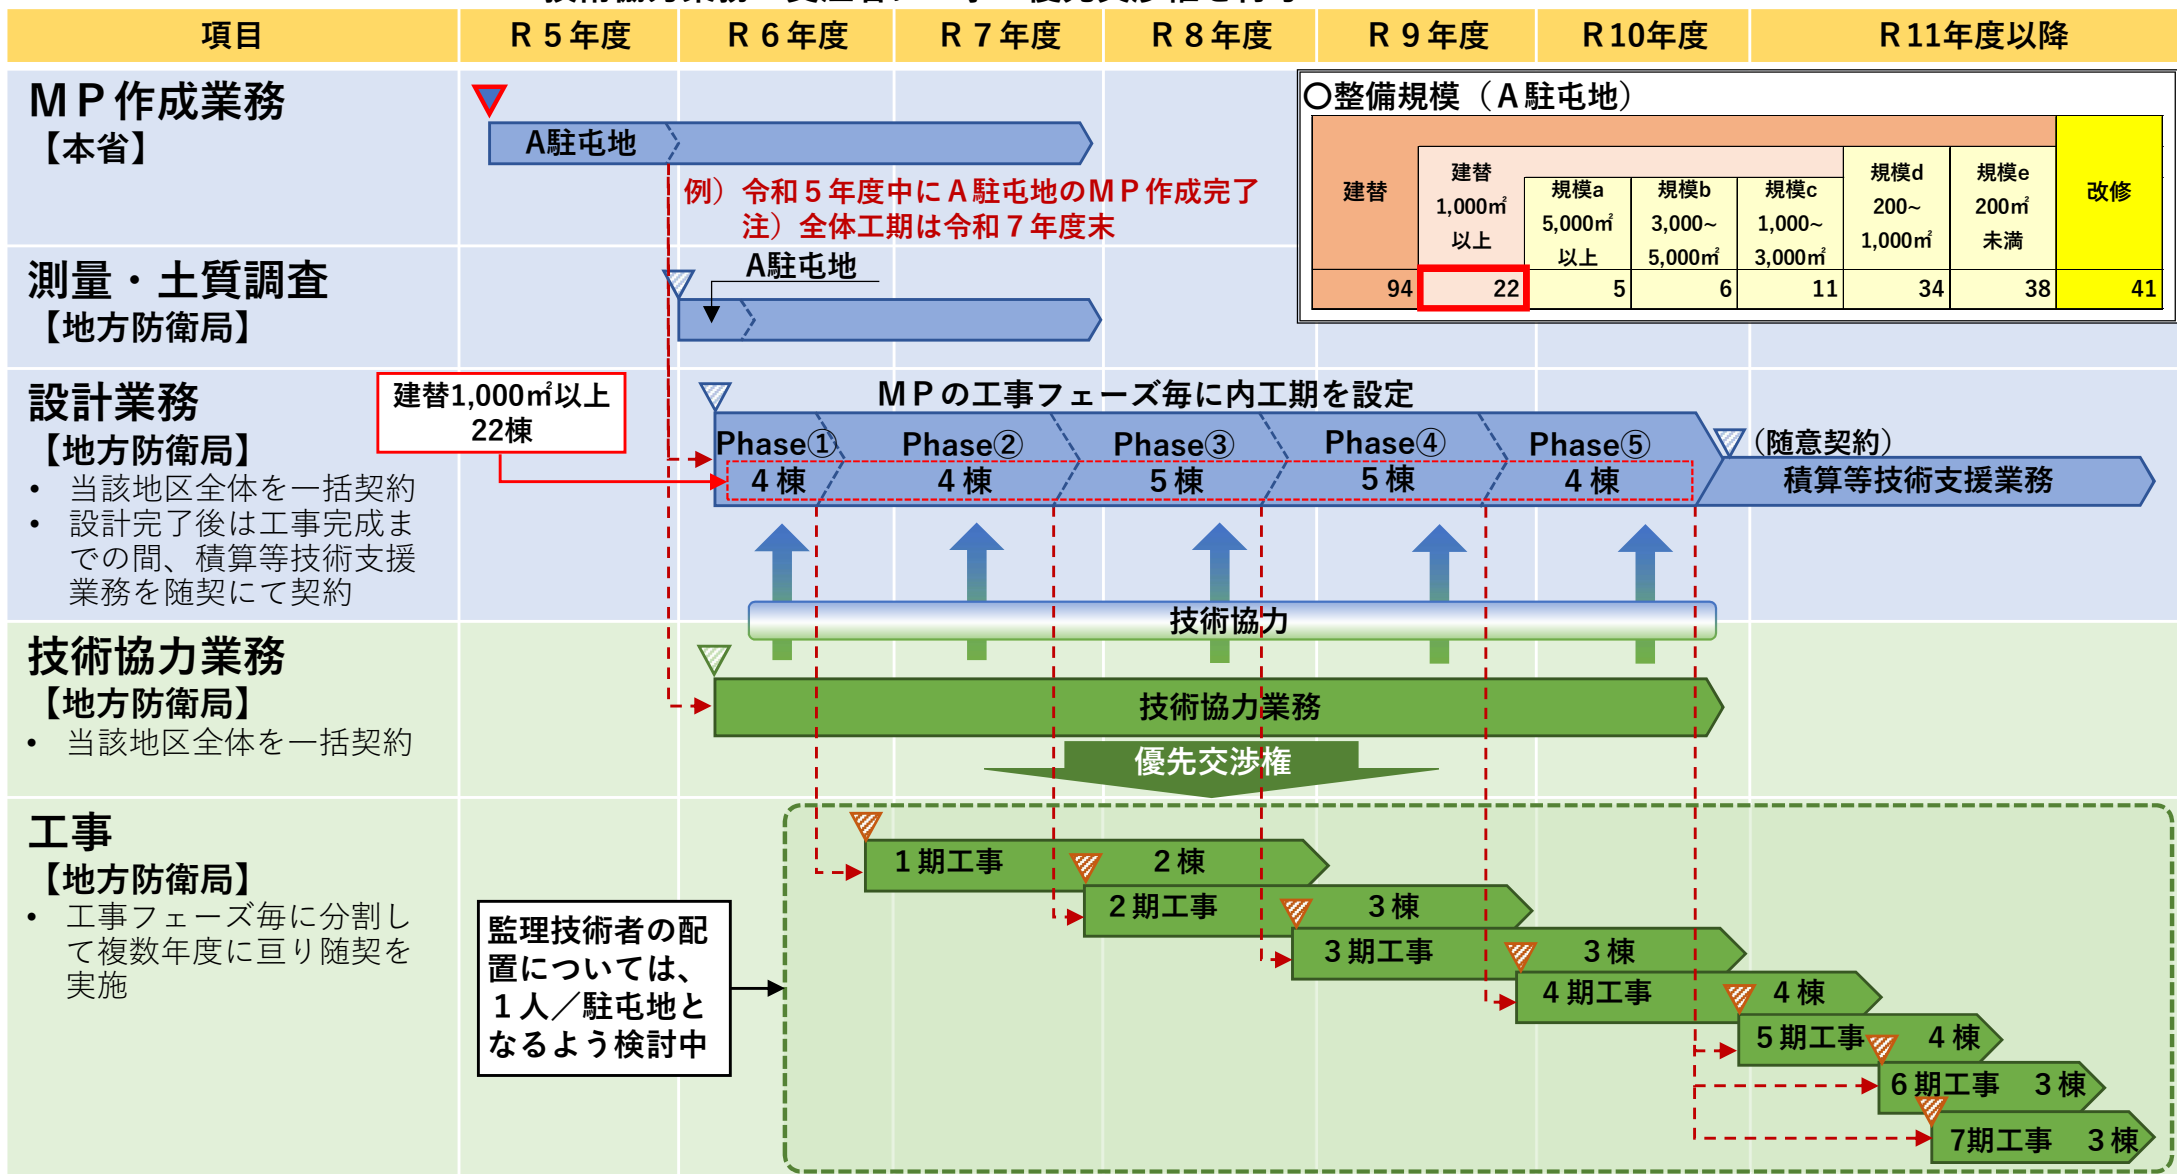 項目
R５年度
R６年度
R７年度
R８年度
R９年度
R10年度
R11年度以降
ＭＰ作成業務
【本省】
A駐屯地
例）令和５年度中にＡ駐屯地のＭＰ作成完了
注）全体工期は令和７年度末
〇整備規模（Ａ駐屯地）
建替
建替
1,000㎡
以上
規模a
5,000㎡
以上
規模b
3,000~
5,000㎡
規模c
1,000~
3,000㎡
規模d
200~
1,000㎡
規模e
200㎡
未満
改修
94
22
5
6
11
34
38
41
測量・土質調査
【地方防衛局】
A駐屯地
設計業務
【地方防衛局】
• 当該地区全体を一括契約
• 設計完了後は工事完成ま
での間、積算等技術支援
業務を随契にて契約
建替1,000㎡以上
22棟
ＭＰの工事フェーズ毎に内工期を設定
Phase①
４棟
Phase②
４棟
Phase③
５棟
Phase④
５棟
Phase⑤
４棟
(随意契約)
積算等技術支援業務
技術協力
技術協力業務
【地方防衛局】
• 当該地区全体を一括契約
技術協力業務
優先交渉権
工事
【地方防衛局】
• 工事フェーズ毎に分割し
て複数年度に亘り随契を
実施
監理技術者の配
置については、
１人／駐屯地と
なるよう検討中
１期工事 ２棟
２期工事 ３棟
３期工事 ３棟
４期工事 ４棟
５期工事 ４棟
６期工事 ３棟
7期工事 ３棟